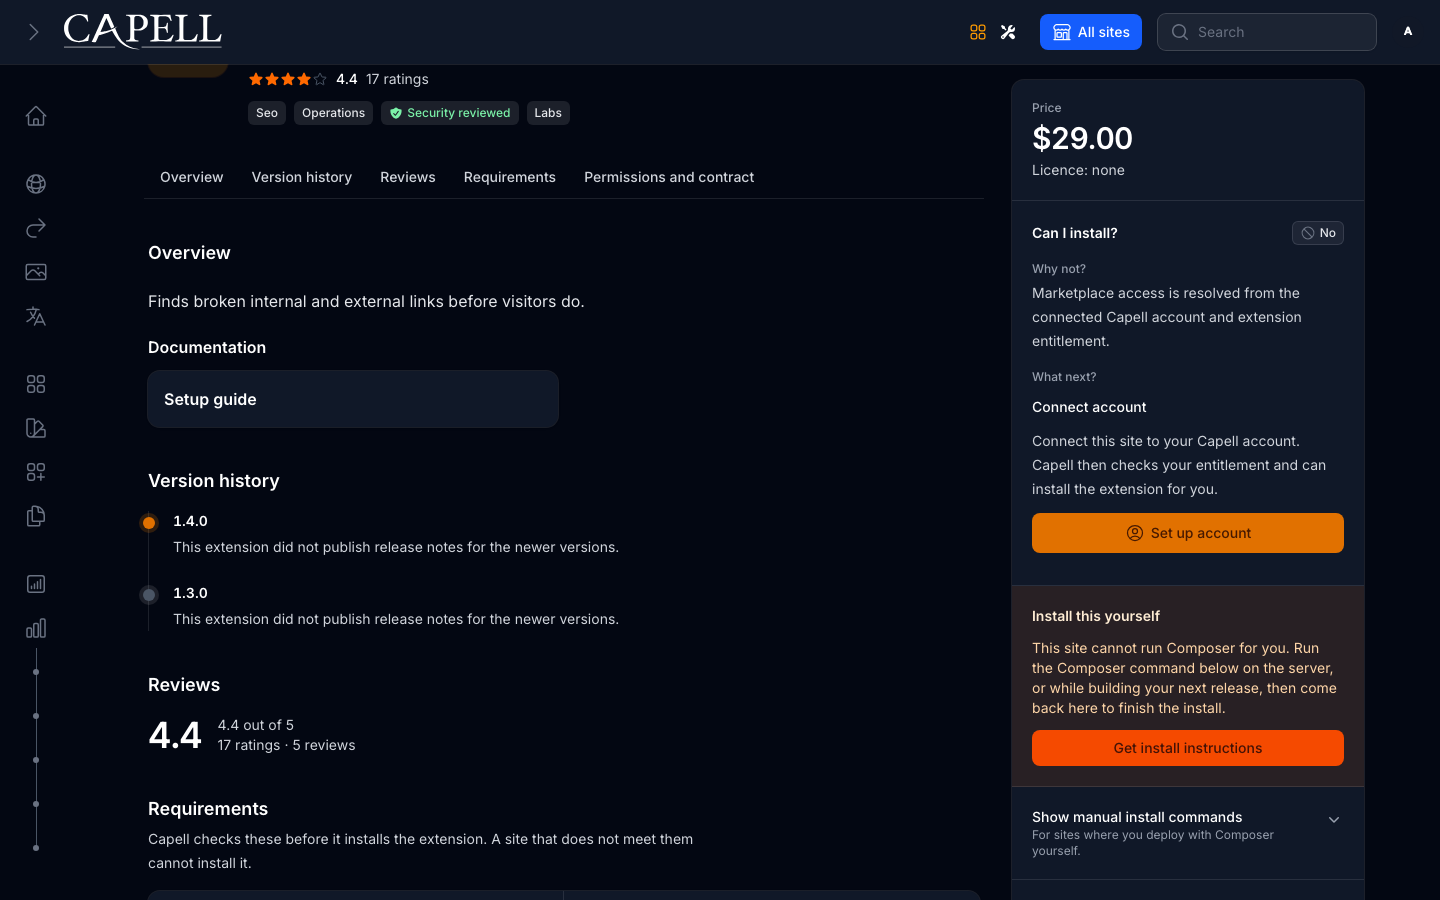 CAPELL
All sites
Search
A
4.4 17 ratings
Seo
Operations
Security reviewed
Labs
Overview
Version history
Reviews
Requirements
Permissions and contract
Overview
Finds broken internal and external links before visitors do.
Documentation
Setup guide
Version history
1.4.0
This extension did not publish release notes for the newer versions.
1.3.0
This extension did not publish release notes for the newer versions.
Reviews
4.4
4.4 out of 5
17 ratings · 5 reviews
Requirements
Capell checks these before it installs the extension. A site that does not meet them
cannot install it.
Price
$29.00
Licence: none
Can I install?
No
Why not?
Marketplace access is resolved from the
connected Capell account and extension
entitlement.
What next?
Connect account
Connect this site to your Capell account.
Capell then checks your entitlement and can
install the extension for you.
Set up account
Install this yourself
This site cannot run Composer for you. Run
the Composer command below on the server,
or while building your next release, then come
back here to finish the install.
Get install instructions
Show manual install commands
For sites where you deploy with Composer
yourself.